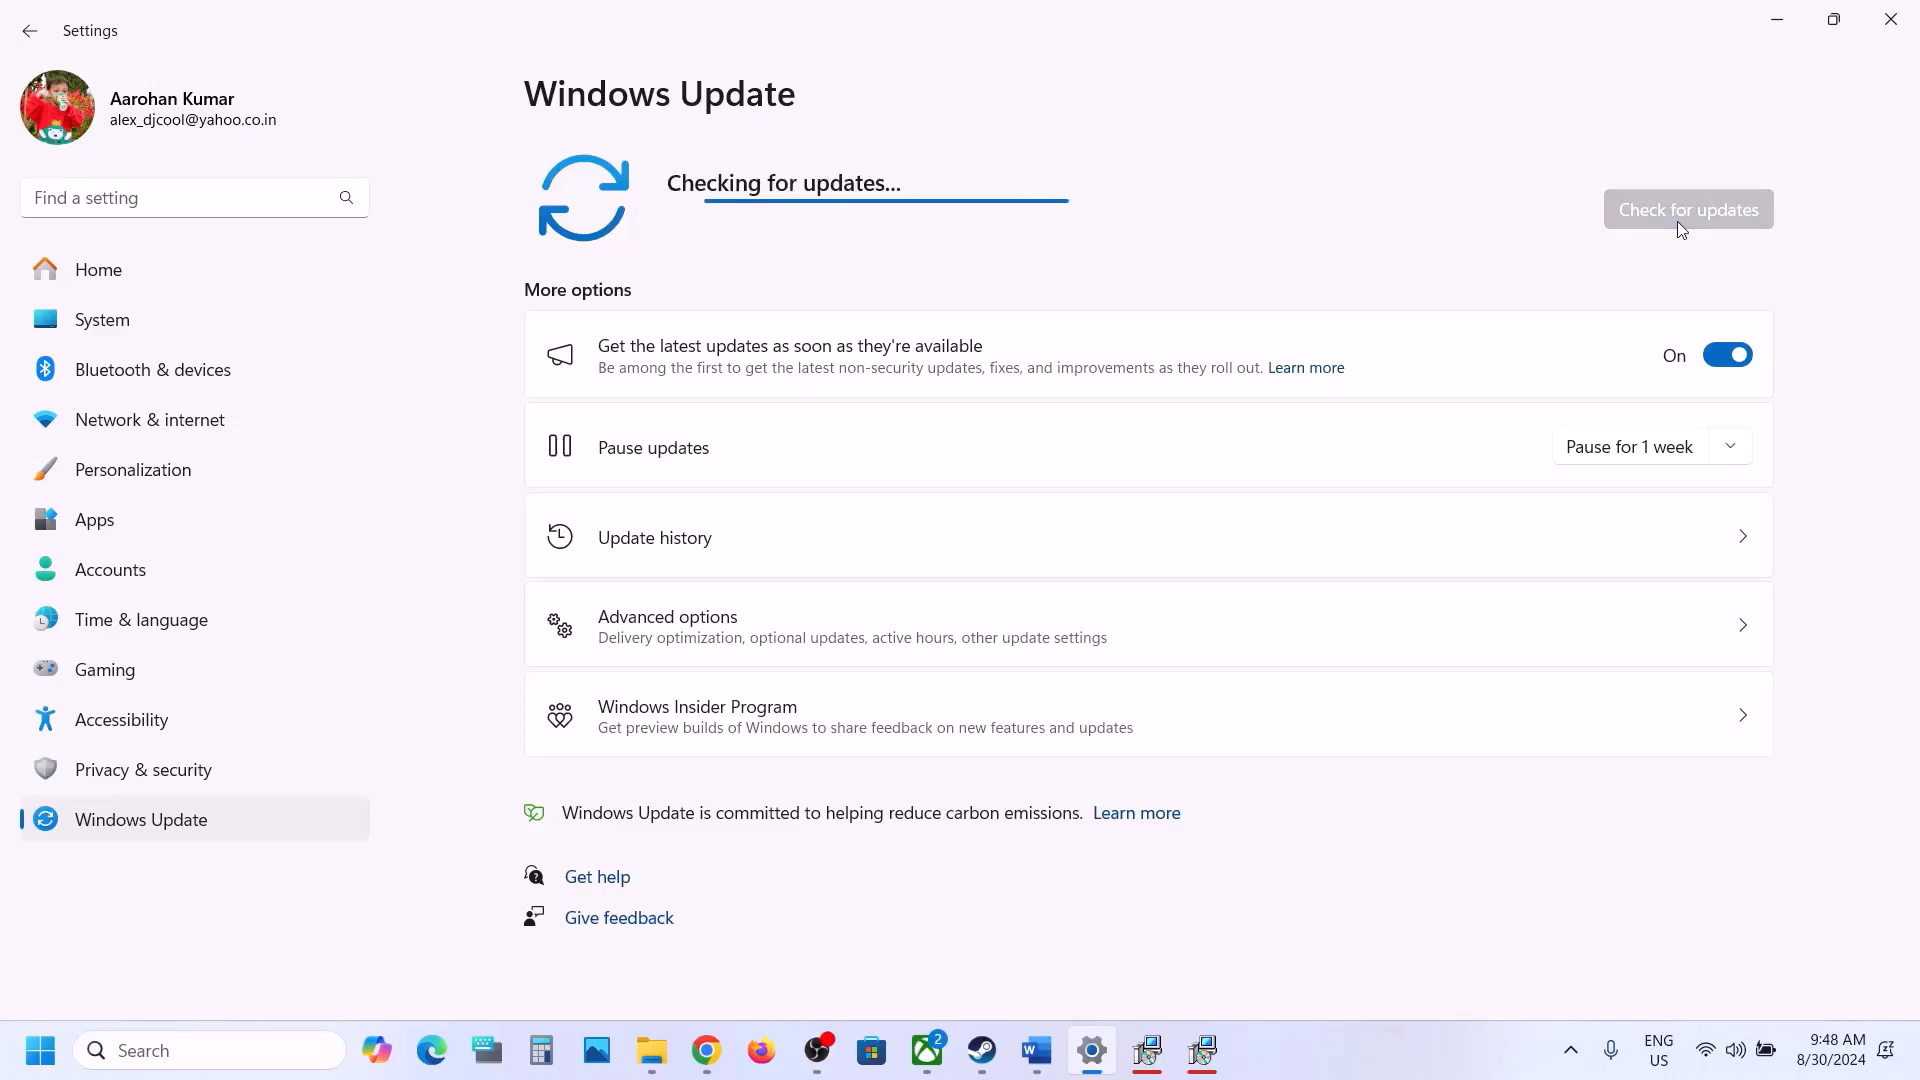 Settings
Aarohan Kumar
alex_djcool@yahoo.co.in
Find a setting
Home
System
Bluetooth & devices
Network & internet
Personalization
Apps
Accounts
Time & language
Gaming
Accessibility
Privacy & security
Windows Update
Windows Update
Checking for updates...
Check for updates
More options
Get the latest updates as soon as they're available
Be among the first to get the latest non-security updates, fixes, and improvements as they roll out. Learn more
On
Pause updates
Pause for 1 week
Update history
Advanced options
Delivery optimization, optional updates, active hours, other update settings
Windows Insider Program
Get preview builds of Windows to share feedback on new features and updates
Windows Update is committed to helping reduce carbon emissions. Learn more
Get help
Give feedback
Search
2
ENG
US
9:48 AM
8/30/2024